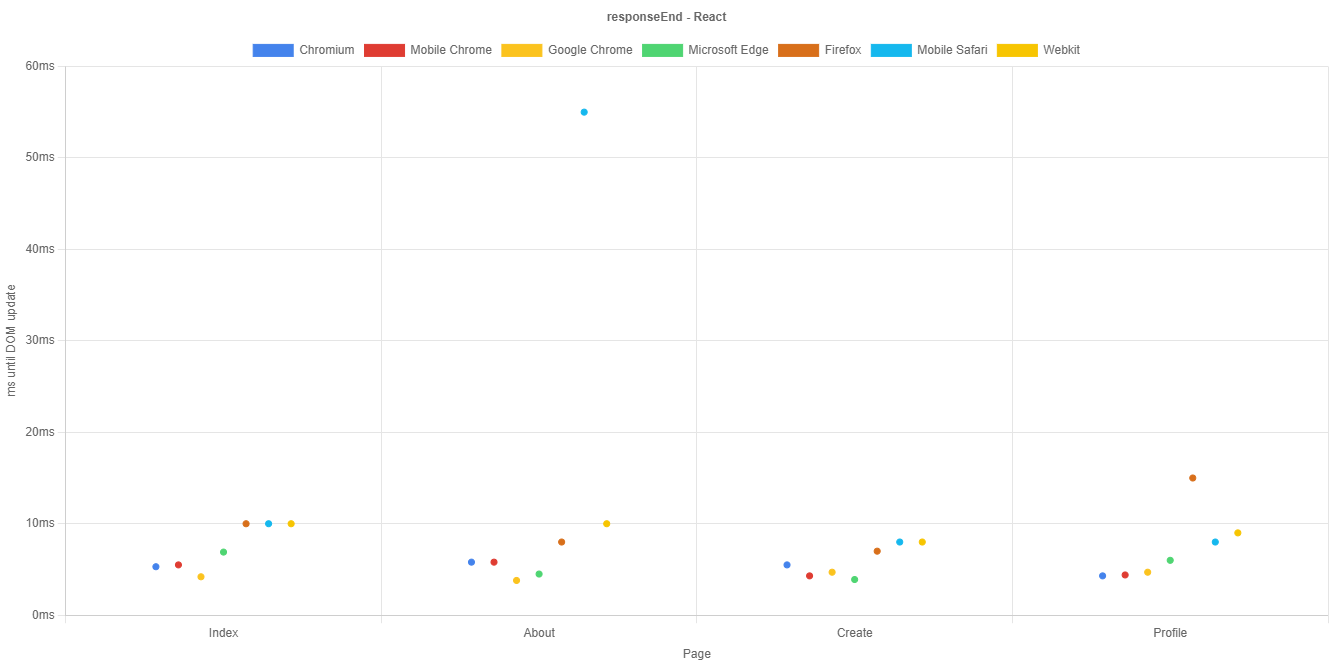 responseEnd - React
Chromium Mobile Chrome Google Chrome Microsoft Edge Firefox Mobile Safari Webkit
60ms
50ms
40ms
30ms
20ms
10ms
0ms
ms until DOM update
Index About Create Profile
Page